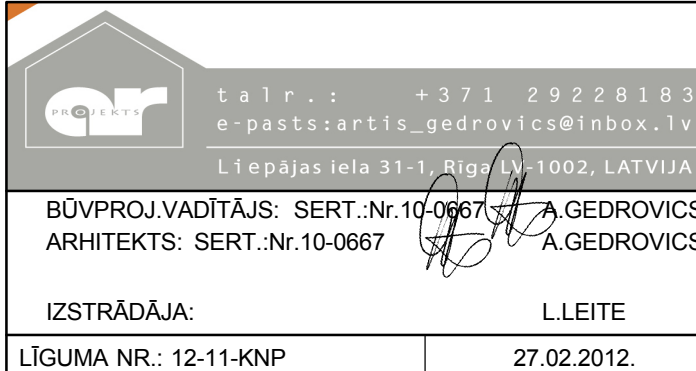 PROJEKTS
ar
talr.: +371 29228183
e-pasts:artis_gedrovics@inbox.lv
Liepājas iela 31-1, Rīga LV-1002, LATVIJA
BŪVPROJ.VADĪTĀJS: SERT.:Nr.10-0667 A.GEDROVICS
ARHITEKTS: SERT.:Nr.10-0667 A.GEDROVICS
IZSTRĀDĀJA: L.LEITE
LĪGUMA NR.: 12-11-KNP 27.02.2012.